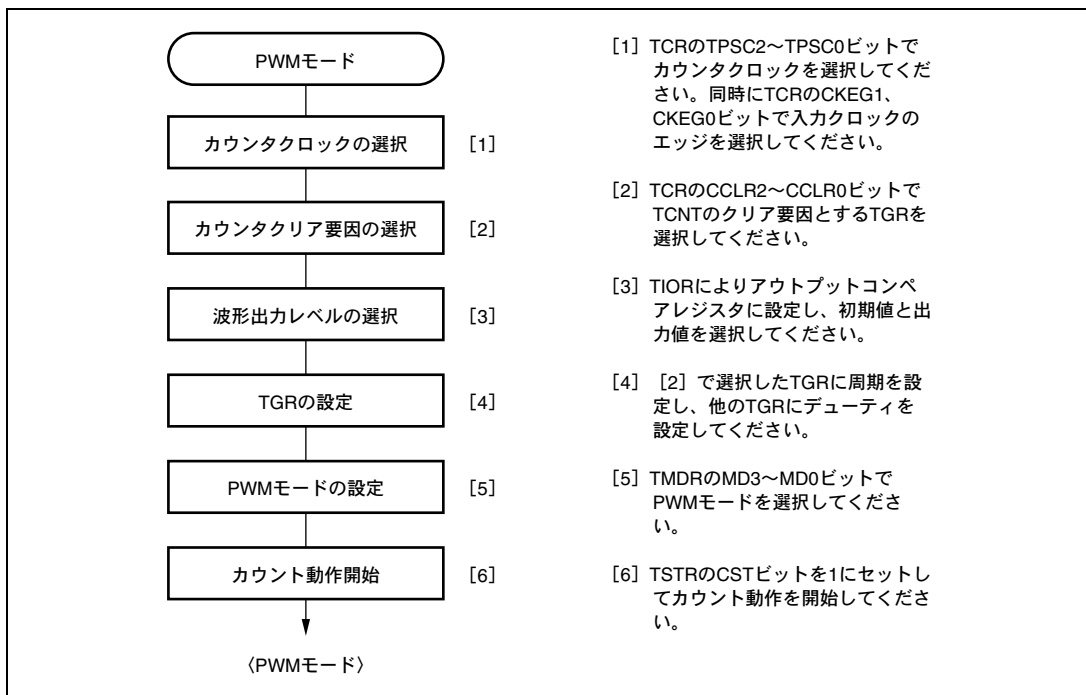 PWMモード
カウンタクロックの選択 [1]
カウンタクリア要因の選択 [2]
波形出力レベルの選択 [3]
TGRの設定 [4]
PWMモードの設定 [5]
カウント動作開始 [6]
〈PWMモード〉
[1] TCRのTPSC2～TPSC0ビットで
カウンタクロックを選択してくだ
さい。同時にTCRのCKEG1、
CKEG0ビットで入力クロックの
エッジを選択してください。
[2] TCRのCCLR2～CCLR0ビットで
TCNTのクリア要因とするTGRを
選択してください。
[3] TIORによりアウトプットコンペ
アレジスタに設定し、初期値と出
力値を選択してください。
[4] [2]で選択したTGRに周期を設
定し、他のTGRにデューティを
設定してください。
[5] TMDRのMD3～MD0ビットで
PWMモードを選択してくださ
い。
[6] TSTRのCSTビットを1にセットし
てカウント動作を開始してくださ
い。